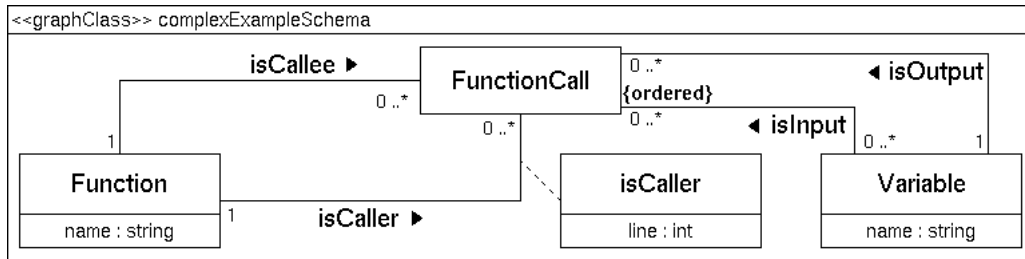 <<graphClass>> complexExampleSchema
isCallee ►
FunctionCall
0 ..*
◄ isOutput
{ordered}
0 ..*
0 ..*
0 ..*
◄ isInput
1
0 ..*
1
Function
name : string
1
isCaller ►
isCaller
line : int
Variable
name : string